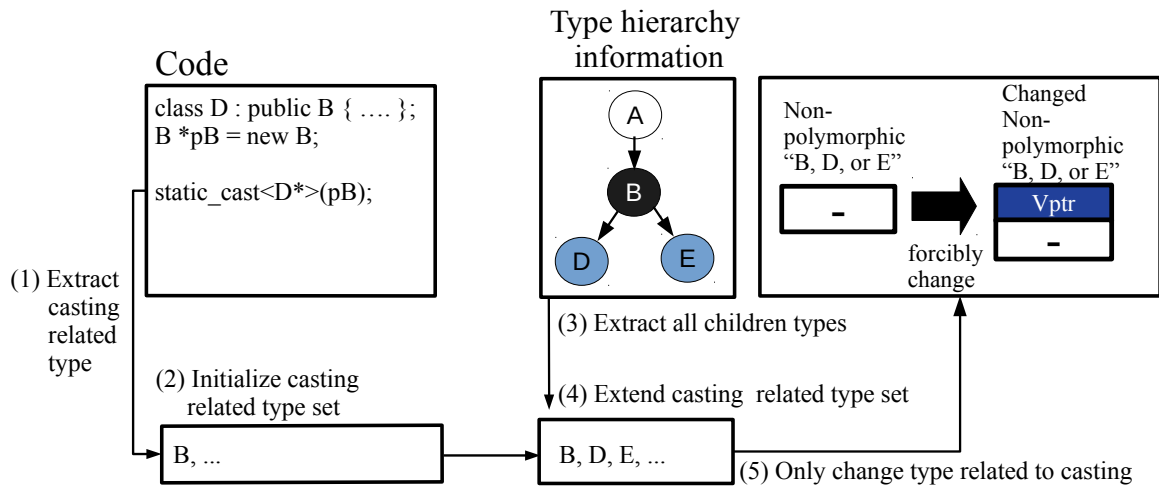 Code
class D : public B { .... };
B *pB = new B;
static_cast<D*>(pB);
Type hierarchy
information
A
B
D
E
Non-
polymorphic
“B, D, or E”
-
forcibly
change
Changed
Non-
polymorphic
“B, D, or E”
Vptr
-
(1) Extract
casting
related
type
(2) Initialize casting
related type set
B, ...
(3) Extract all children types
(4) Extend casting related type set
B, D, E, ...
(5) Only change type related to casting